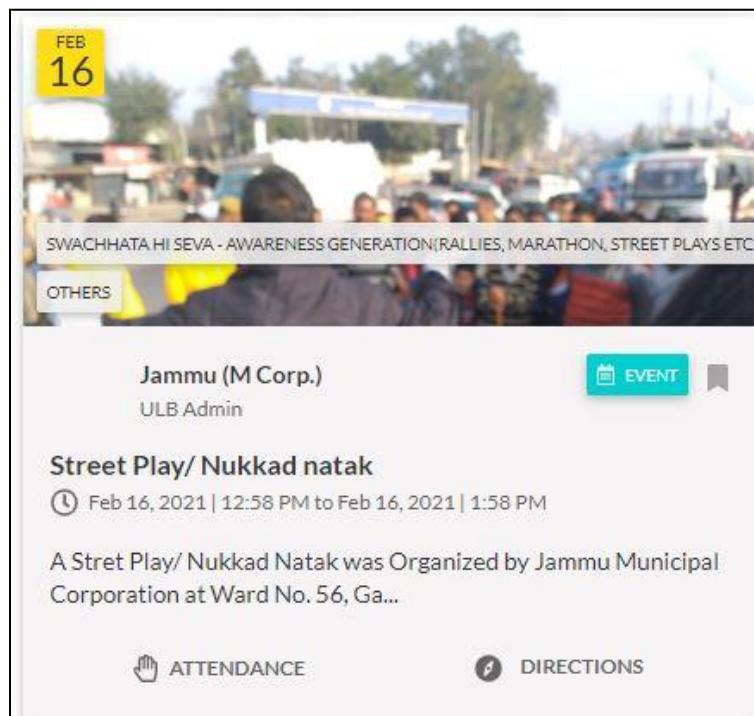 FEB
16
SWACHHATA HI SEVA - AWARENESS GENERATION(RALLIES, MARATHON, STREET PLAYS ETC
OTHERS
Jammu (M Corp.)
EVENT
ULB Admin
Street Play/ Nukkad natak
Feb 16, 2021 | 12:58 PM to Feb 16, 2021 | 1:58 PM
A Stret Play/ Nukkad Natak was Organized by Jammu Municipal
Corporation at Ward No. 56, Ga...
ATTENDANCE DIRECTIONS